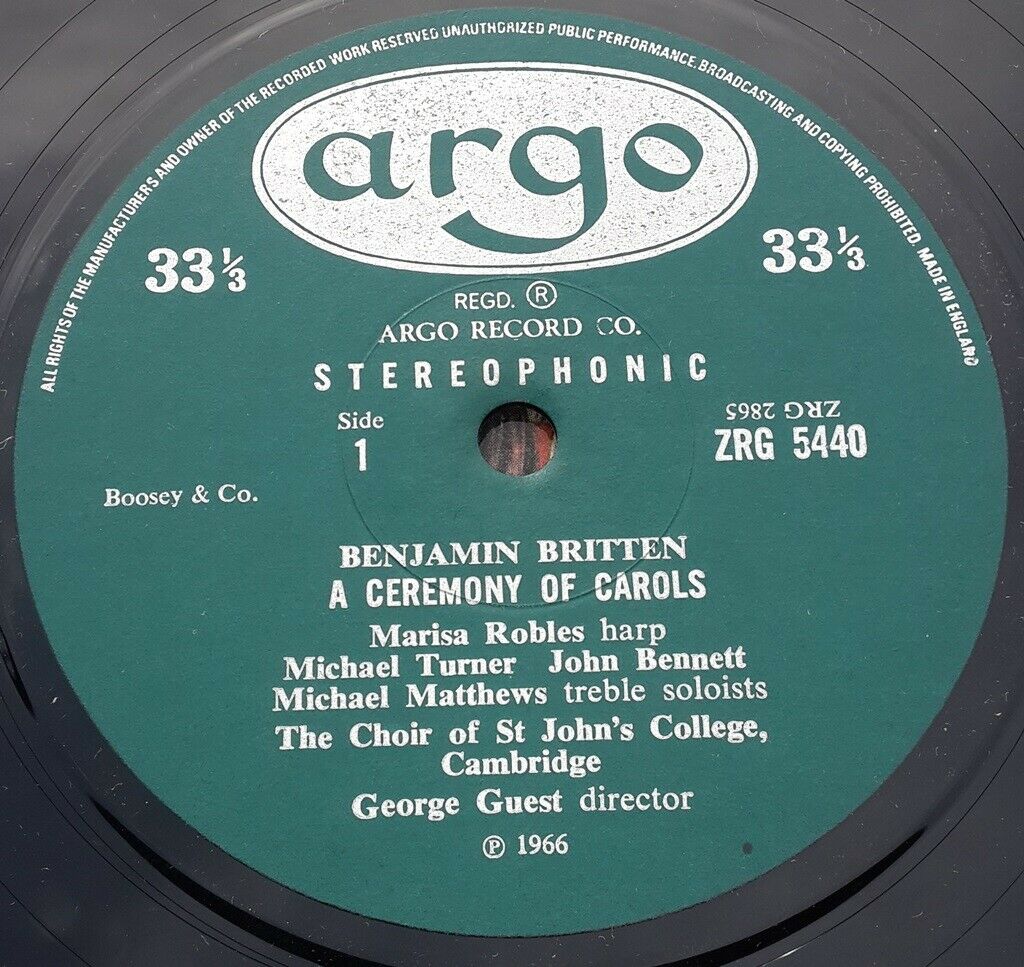 ALL RIGHTS OF THE MANUFACTURERS AND OWNER OF THE RECORDED WORK RESERVED UNAUTHORIZED PUBLIC PERFORMANCE, BROADCASTING AND COPYING PROHIBITED. MADE IN ENGLAND
argo
33⅓ 33⅓
REGD. ®
ARGO RECORD CO.
STEREOPHONIC
Side
1
ZRG 2865
ZRG 5440
Boosey & Co.
BENJAMIN BRITTEN
A CEREMONY OF CAROLS
Marisa Robles harp
Michael Turner John Bennett
Michael Matthews treble soloists
The Choir of St John's College,
Cambridge
George Guest director
℗ 1966